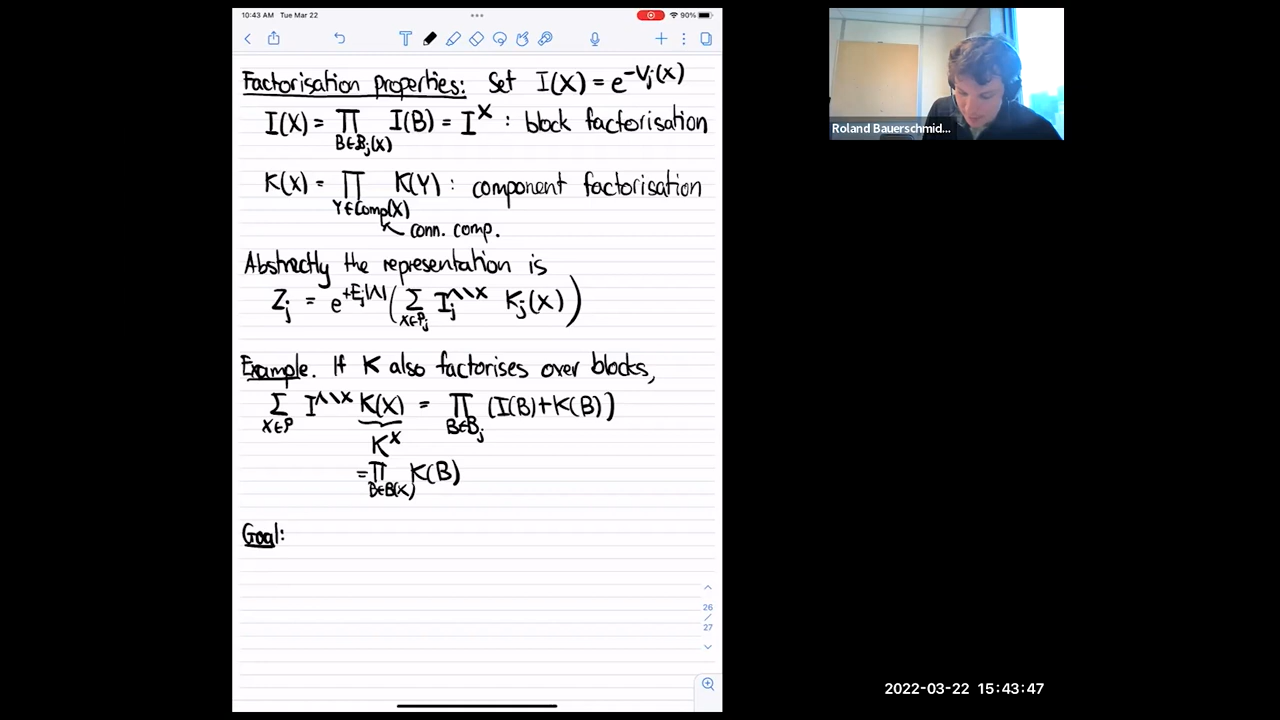 10:43 AM Tue Mar 22
90%
Factorisation properties: Set I(X) = e^{-V_j(X)}
I(X) = ∏_{B∈𝓑_j(X)} I(B) = I^X : block factorisation
K(X) = ∏_{Y∈Comp(X)} K(Y) : component factorisation
conn. comp.
Abstractly the representation is
Z_j = e^{+E_j|Λ|} ( ∑_{X∈P_j} I_j^{Λ∖X} K_j(X) )
Example. If K also factorises over blocks,
∑_{X∈P} I^{Λ∖X} K(X) = ∏_{B∈B_j} (I(B)+K(B))
K^X
= ∏_{B∈B(X)} K(B)
Goal:
26
/
27
Roland Bauerschmid...
2022-03-22 15:43:47